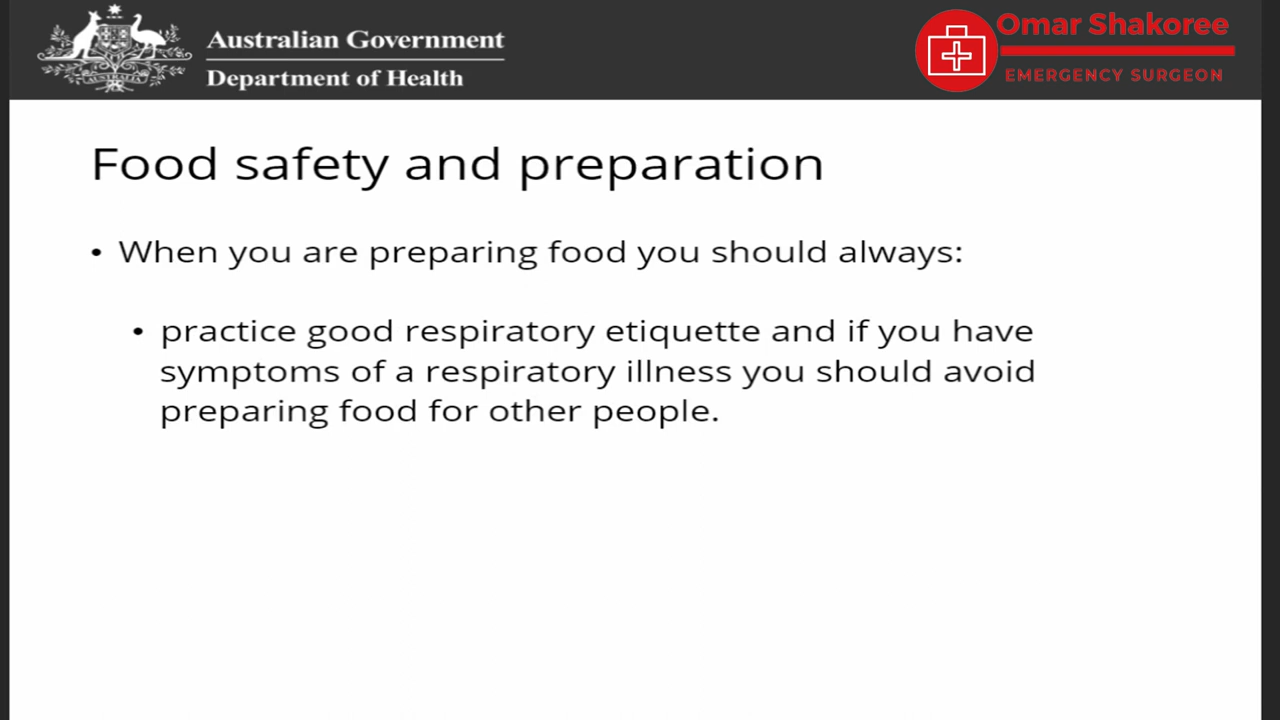 Australian Government
Department of Health
Omar Shakoree
EMERGENCY SURGEON
Food safety and preparation
• When you are preparing food you should always:
• practice good respiratory etiquette and if you have
symptoms of a respiratory illness you should avoid
preparing food for other people.